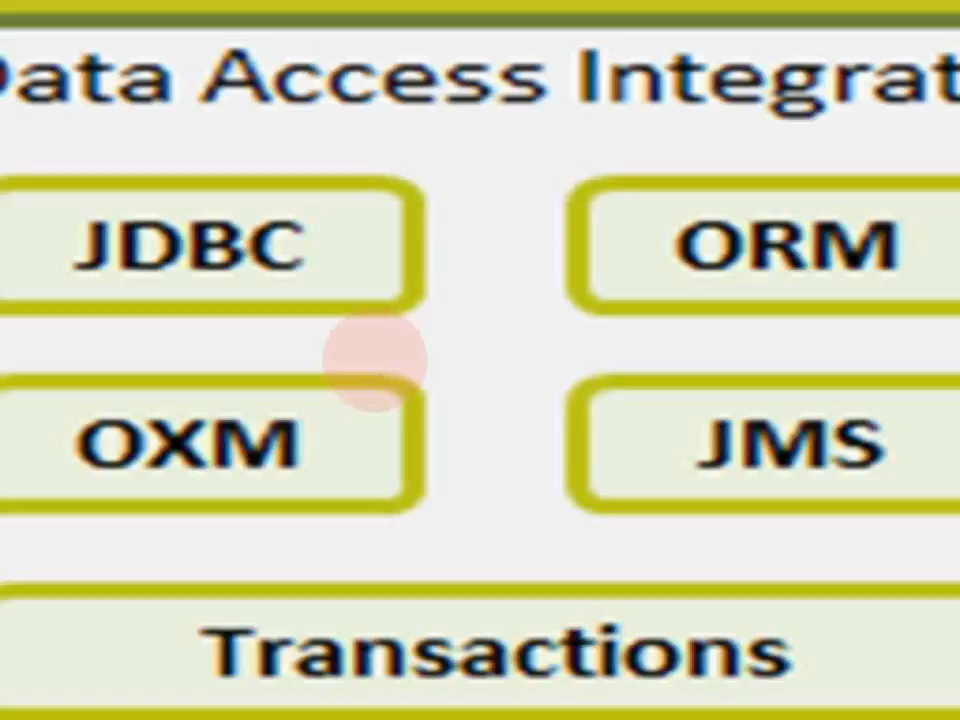 Data Access Integrat
JDBC ORM
OXM JMS
Transactions